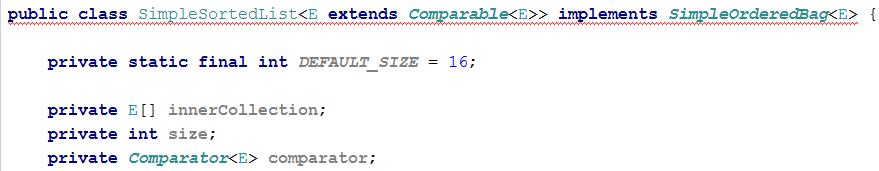 public class SimpleSortedList<E extends Comparable<E>> implements SimpleOrderedBag<E> {
private static final int DEFAULT_SIZE = 16;
private E[] innerCollection;
private int size;
private Comparator<E> comparator;